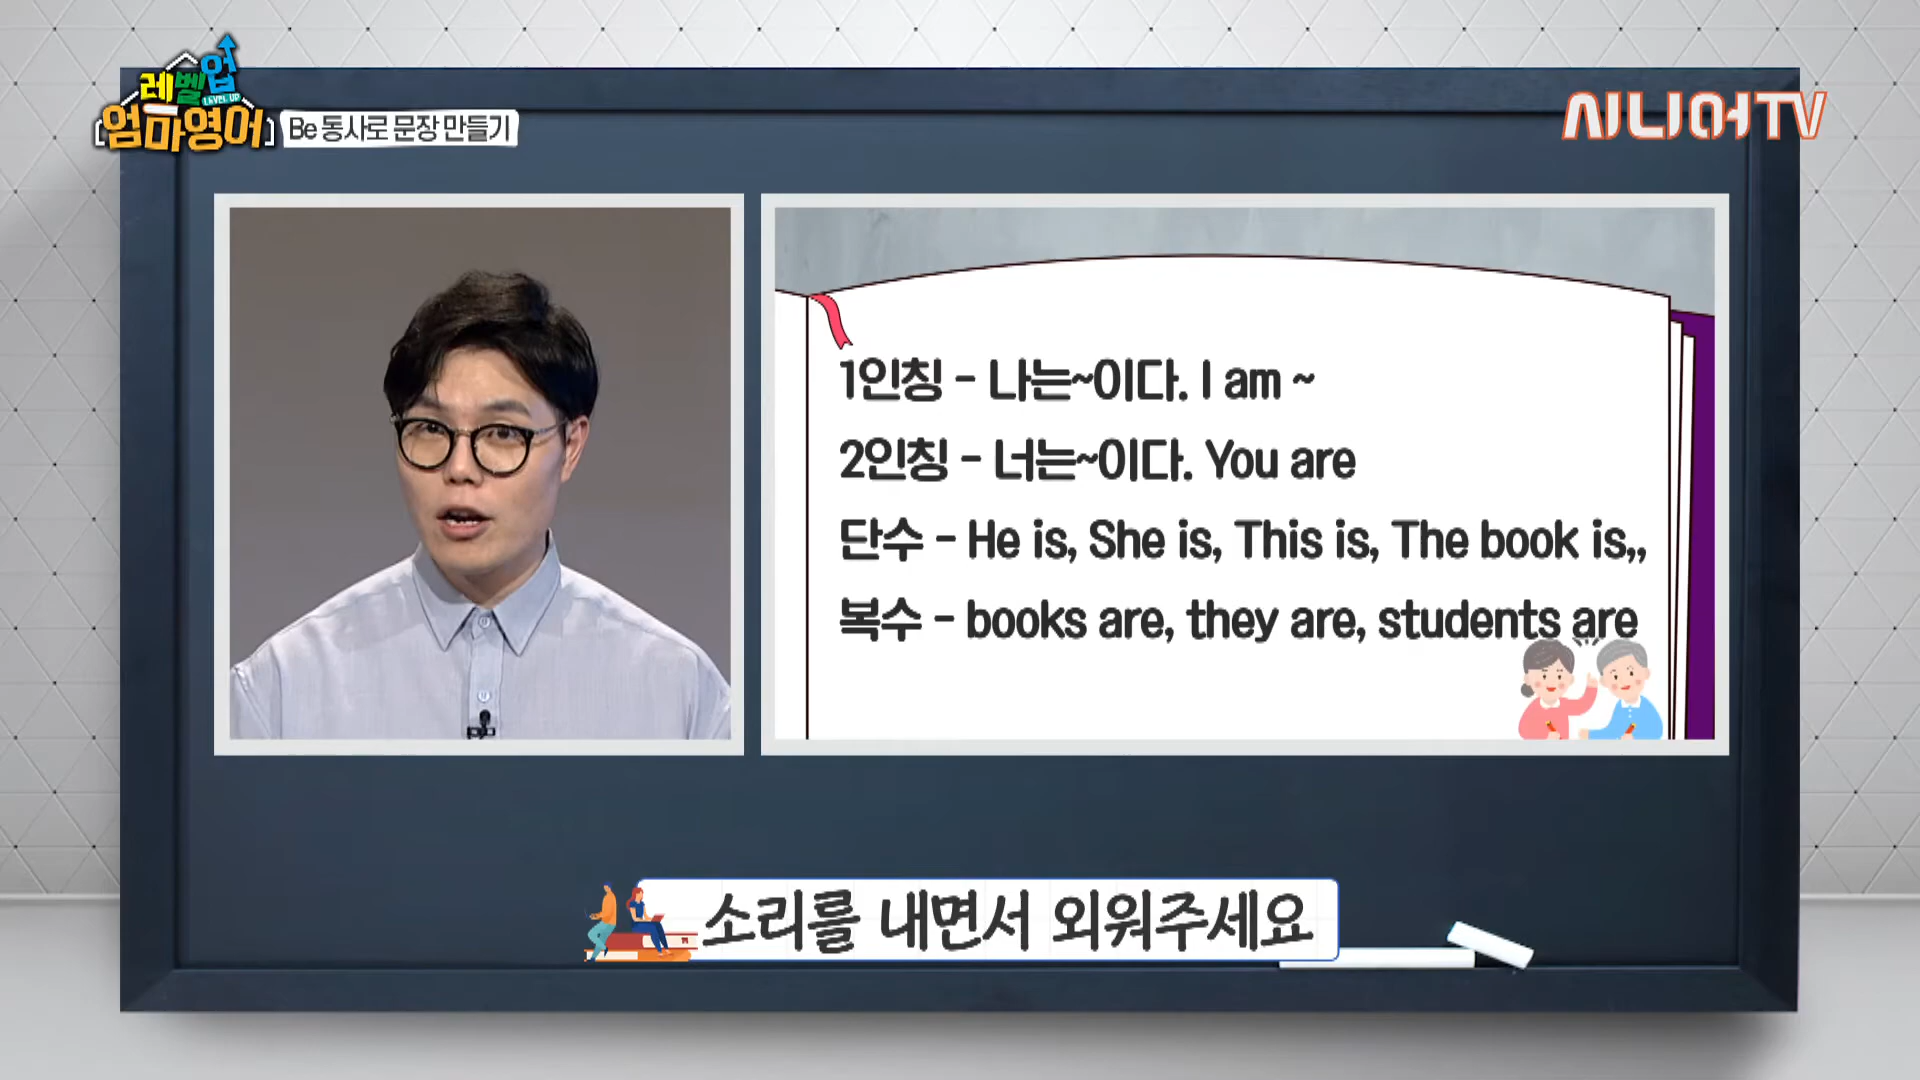 레벨업
LEVEL UP
엄마영어
Be 동사로 문장 만들기
시니어TV
1인칭 - 나는~이다. I am ~
2인칭 - 너는~이다. You are
단수 - He is, She is, This is, The book is,,
복수 - books are, they are, students are
소리를 내면서 외워주세요